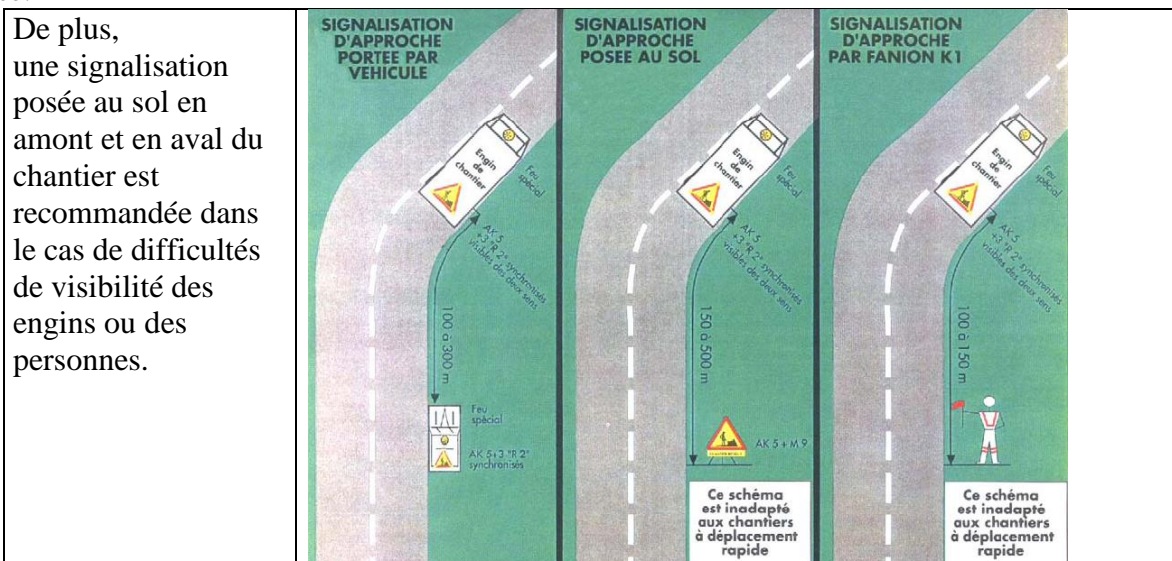 De plus,
une signalisation
posée au sol en
amont et en aval du
chantier est
recommandée dans
le cas de difficultés
de visibilité des
engins ou des
personnes.
SIGNALISATION
D'APPROCHE
PORTEE PAR
VEHICULE
Engin
de
chantier
Feu
spécial
AK 5
+3 "R 2" synchronisés
visibles des deux sens
100 à 300 m
Feu
spécial
AK 5+3 "R 2"
synchronisés
SIGNALISATION
D'APPROCHE
POSEE AU SOL
Engin
de
chantier
Feu
spécial
AK 5
+3 "R 2" synchronisés
visibles des deux sens
150 à 500 m
AK 5 + M 9
Ce schéma
est inadapté
aux chantiers
à déplacement
rapide
SIGNALISATION
D'APPROCHE
PAR FANION K1
Engin
de
chantier
Feu
spécial
AK 5
+3 "R 2" synchronisés
visibles des deux sens
100 à 150 m
Ce schéma
est inadapté
aux chantiers
à déplacement
rapide